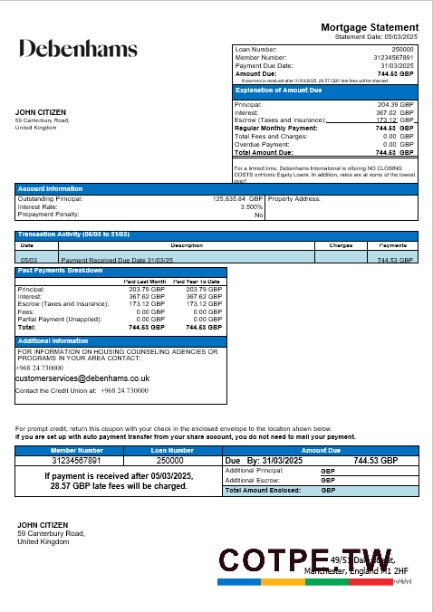 Mortgage Statement
Statement Date: 05/03/2025
Debenhams
Loan Number: 250000
Member Number: 31234567891
Payment Due Date: 31/03/2025
Amount Due: 744.53 GBP
If payment is received after 31/03/2025, 28.57 GBP late fees will be charged.
JOHN CITIZEN
59 Canterbury Road,
United Kingdom
Explanation of Amount Due
Principal: 204.39 GBP
Interest: 367.02 GBP
Escrow (Taxes and Insurance): 173.12 GBP
Regular Monthly Payment: 744.53 GBP
Total Fees and Charges: 0.00 GBP
Overdue Payment: 0.00 GBP
Total Amount Due: 744.53 GBP
For a limited time, Debenhams International is offering NO CLOSING
COSTS on Home Equity Loans. In addition, rates are at some of the lowest
ever!
Account Information
Outstanding Principal: 125,835.84 GBP
Interest Rate: 3.500%
Prepayment Penalty: No
Property Address:
Transaction Activity (06/05 to 31/05)
Date Description Charges Payments
05/03 Payment Received Due Date 31/03/25 744.53 GBP
Past Payments Breakdown
Paid Last Month Paid Year To Date
Principal: 203.79 GBP 203.79 GBP
Interest: 367.62 GBP 367.62 GBP
Escrow (Taxes and Insurance): 173.12 GBP 173.12 GBP
Fees: 0.00 GBP 0.00 GBP
Partial Payment (Unapplied): 0.00 GBP 0.00 GBP
Total: 744.53 GBP 744.53 GBP
Additional Information
FOR INFORMATION ON HOUSING COUNSELING AGENCIES OR
PROGRAMS IN YOUR AREA CONTACT:
+968 24 730000
customerservices@debenhams.co.uk
Contact the Credit Union at: +968 24 730000
For prompt credit, return this coupon with your check in the enclosed envelope to the location shown below.
If you are set up with auto payment transfer from your share account, you do not need to mail your payment.
Member Number Loan Number Amount Due
31234567891 250000 Due By: 31/03/2025 744.53 GBP
If payment is received after 05/03/2025,
28.57 GBP late fees will be charged.
Additional Principal: GBP
Additional Escrow: GBP
Total Amount Enclosed: GBP
JOHN CITIZEN
59 Canterbury Road,
United Kingdom
COTPE.TW
49/51 Street,
Manchester, England M1 2HF